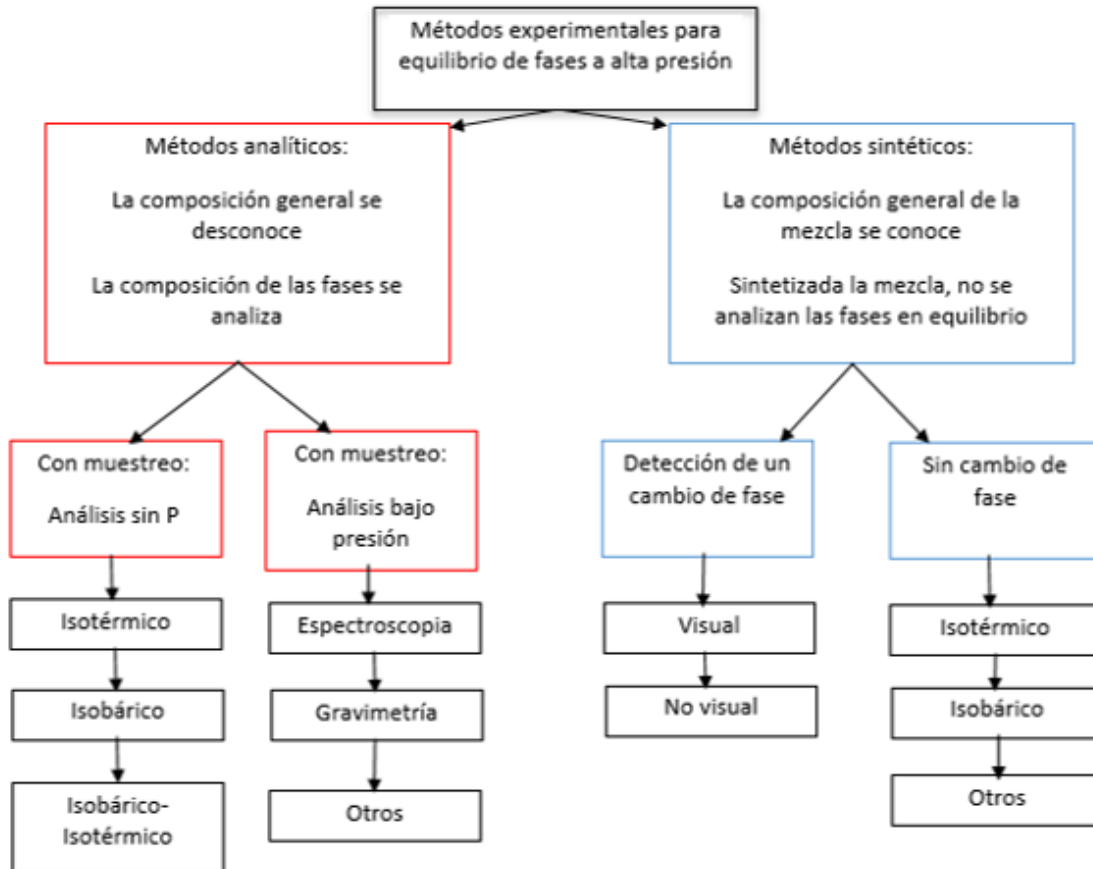 Métodos experimentales para
equilibrio de fases a alta presión
Métodos analíticos:
La composición general se
desconoce
La composición de las fases se
analiza
Métodos sintéticos:
La composición general de la
mezcla se conoce
Sintetizada la mezcla, no se
analizan las fases en equilibrio
Con muestreo:
Análisis sin P
Con muestreo:
Análisis bajo
presión
Detección de un
cambio de fase
Sin cambio de
fase
Isotérmico
Isobárico
Isobárico-
Isotérmico
Espectroscopia
Gravimetría
Otros
Visual
No visual
Isotérmico
Isobárico
Otros